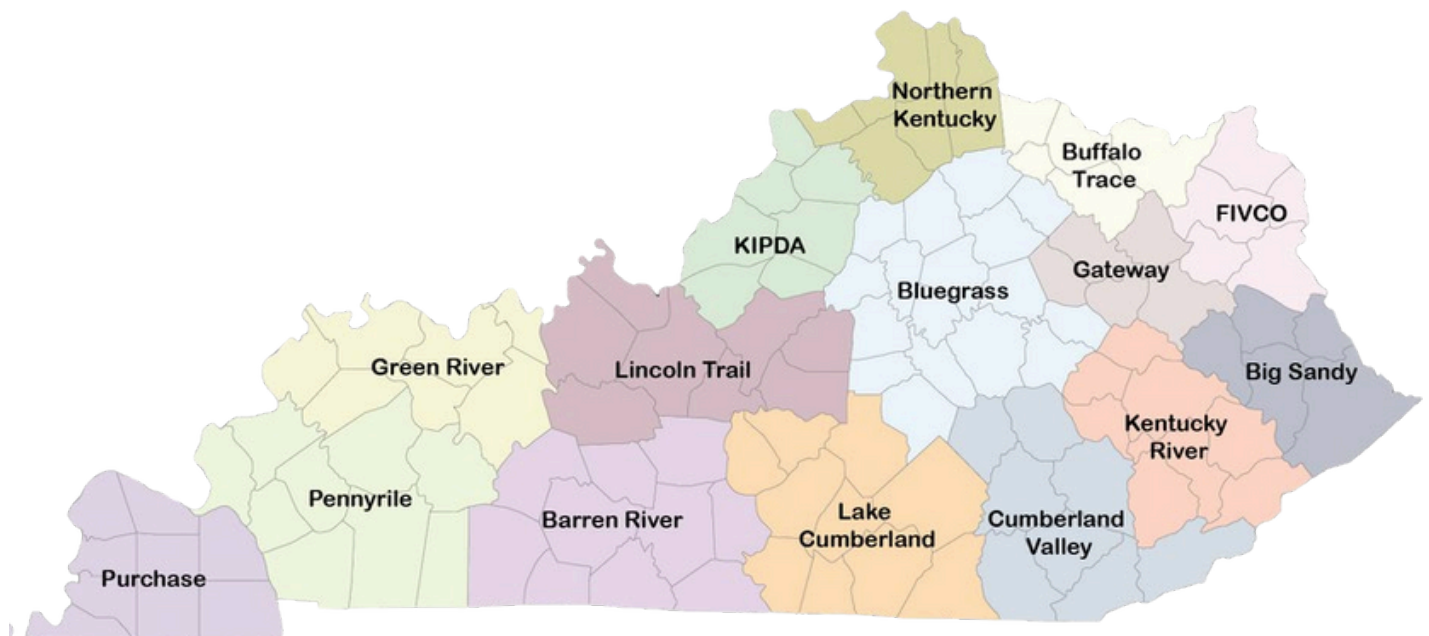 Northern
Kentucky
Buffalo
Trace
FIVCO
KIPDA
Gateway
Bluegrass
Green River
Lincoln Trail
Big Sandy
Kentucky
River
Pennyrile
Barren River
Lake
Cumberland
Cumberland
Valley
Purchase